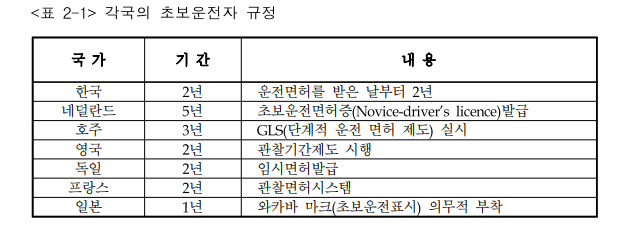 <표 2-1> 각국의 초보운전자 규정
국 가 기 간 내 용
한국 2년 운전면허를 받은 날부터 2년
네덜란드 5년 초보운전면허증(Novice-driver's licence)발급
호주 3년 GLS(단계적 운전 면허 제도) 실시
영국 2년 관찰기간제도 시행
독일 2년 임시면허발급
프랑스 2년 관찰면허시스템
일본 1년 와카바 마크(초보운전표시) 의무적 부착